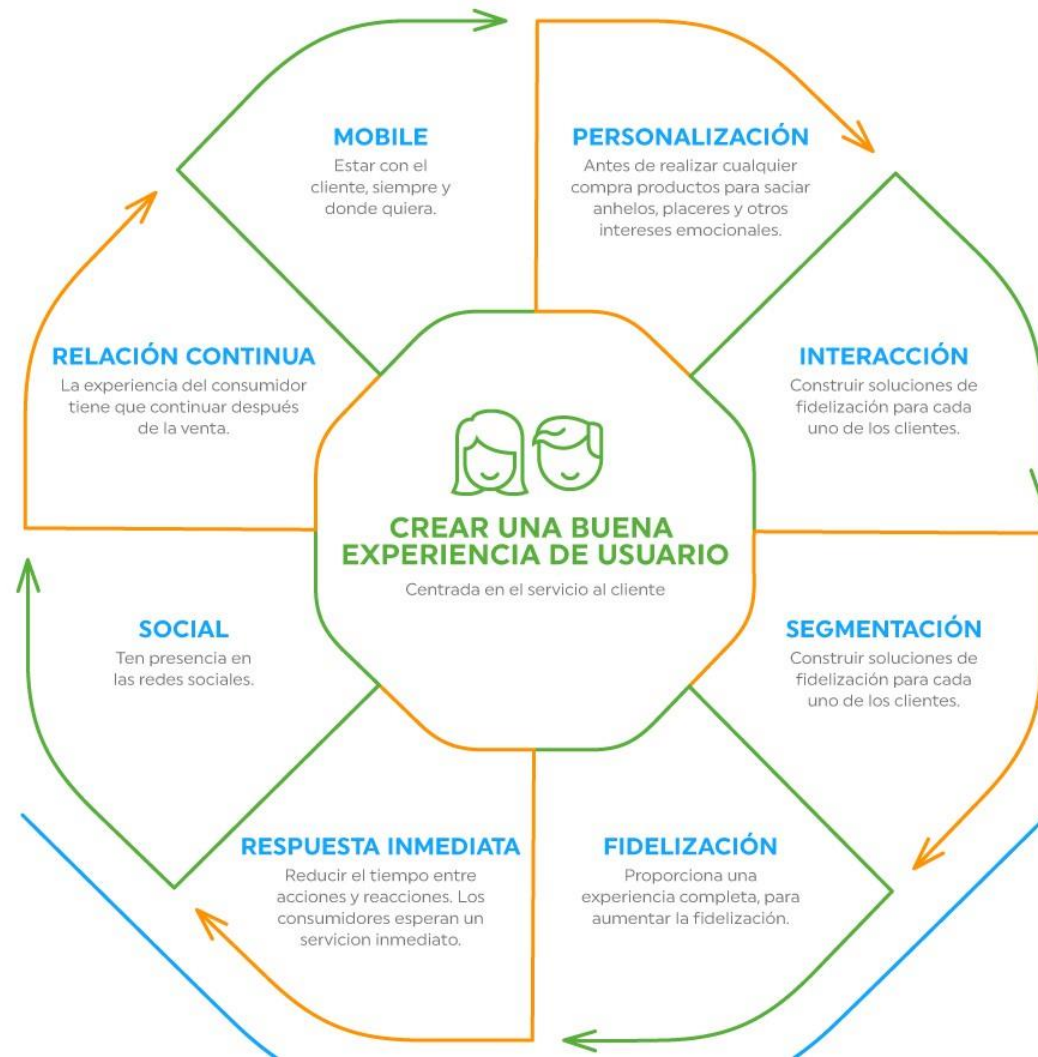 MOBILE
Estar con el
cliente, siempre y
donde quiera.
PERSONALIZACIÓN
Antes de realizar cualquier
compra productos para saciar
anhelos, placeres y otros
intereses emocionales.
RELACIÓN CONTINUA
La experiencia del consumidor
tiene que continuar después
de la venta.
INTERACCIÓN
Construir soluciones de
fidelización para cada
uno de los clientes.
CREAR UNA BUENA
EXPERIENCIA DE USUARIO
Centrada en el servicio al cliente
SOCIAL
Ten presencia en
las redes sociales.
SEGMENTACIÓN
Construir soluciones de
fidelización para cada
uno de los clientes.
RESPUESTA INMEDIATA
Reducir el tiempo entre
acciones y reacciones. Los
consumidores esperan un
servicion inmediato.
FIDELIZACIÓN
Proporciona una
experiencia completa, para
aumentar la fidelización.